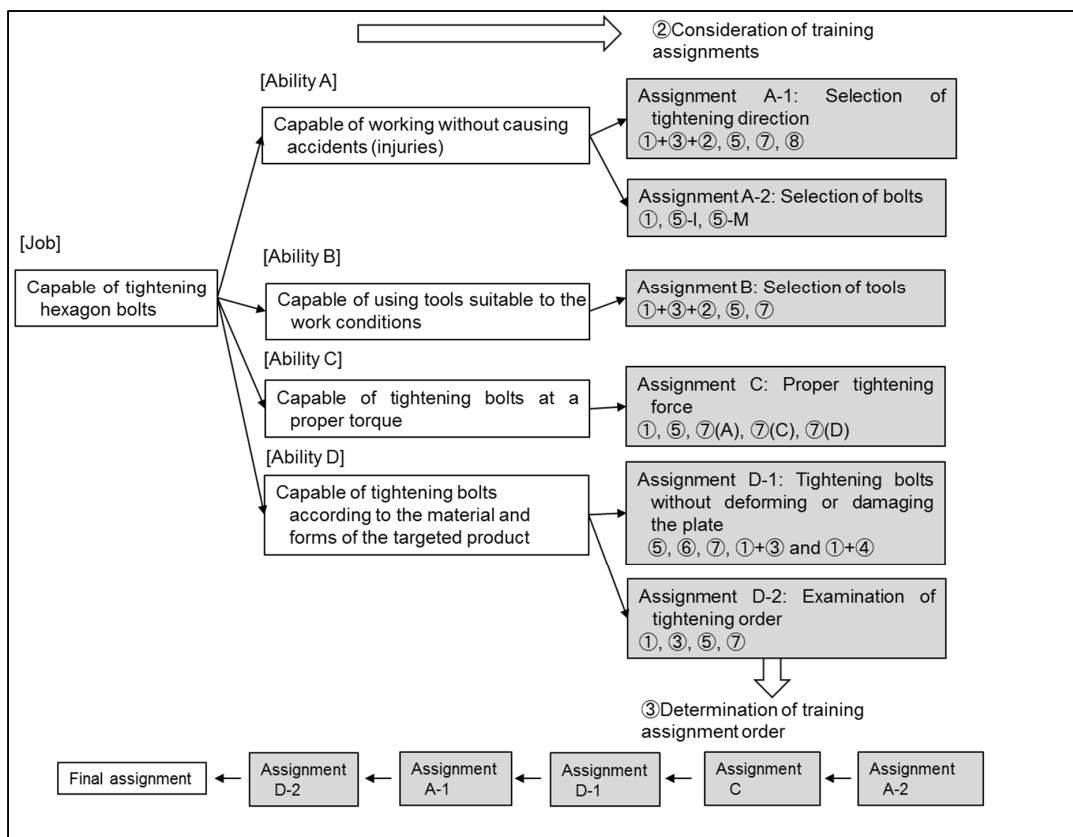 ②Consideration of training
assignments
[Ability A]
Capable of working without causing
accidents (injuries)
Assignment A-1: Selection of
tightening direction
①+③+②, ⑤, ⑦, ⑧
Assignment A-2: Selection of bolts
①, ⑤-I, ⑤-M
[Job]
Capable of tightening
hexagon bolts
[Ability B]
Capable of using tools suitable to the
work conditions
Assignment B: Selection of tools
①+③+②, ⑤, ⑦
[Ability C]
Capable of tightening bolts at a
proper torque
Assignment C: Proper tightening
force
①, ⑤, ⑦(A), ⑦(C), ⑦(D)
[Ability D]
Capable of tightening bolts
according to the material and
forms of the targeted product
Assignment D-1: Tightening bolts
without deforming or damaging
the plate
⑤, ⑥, ⑦, ①+③ and ①+④
Assignment D-2: Examination of
tightening order
①, ③, ⑤, ⑦
③Determination of training
assignment order
Final assignment
Assignment
D-2
Assignment
A-1
Assignment
D-1
Assignment
C
Assignment
A-2